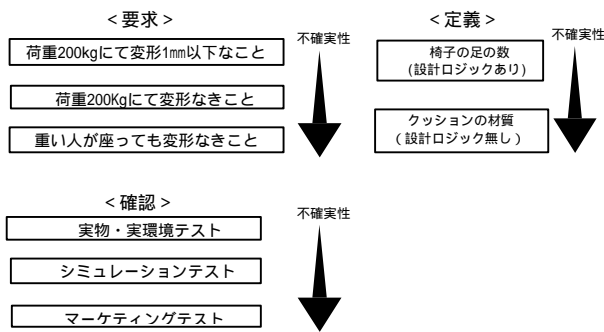 ＜要求＞
不確実性
荷重200kgにて変形1㎜以下なこと
荷重200Kgにて変形なきこと
重い人が座っても変形なきこと
＜定義＞
不確実性
椅子の足の数
(設計ロジックあり)
クッションの材質
(設計ロジック無し)
＜確認＞
不確実性
実物・実環境テスト
シミュレーションテスト
マーケティングテスト